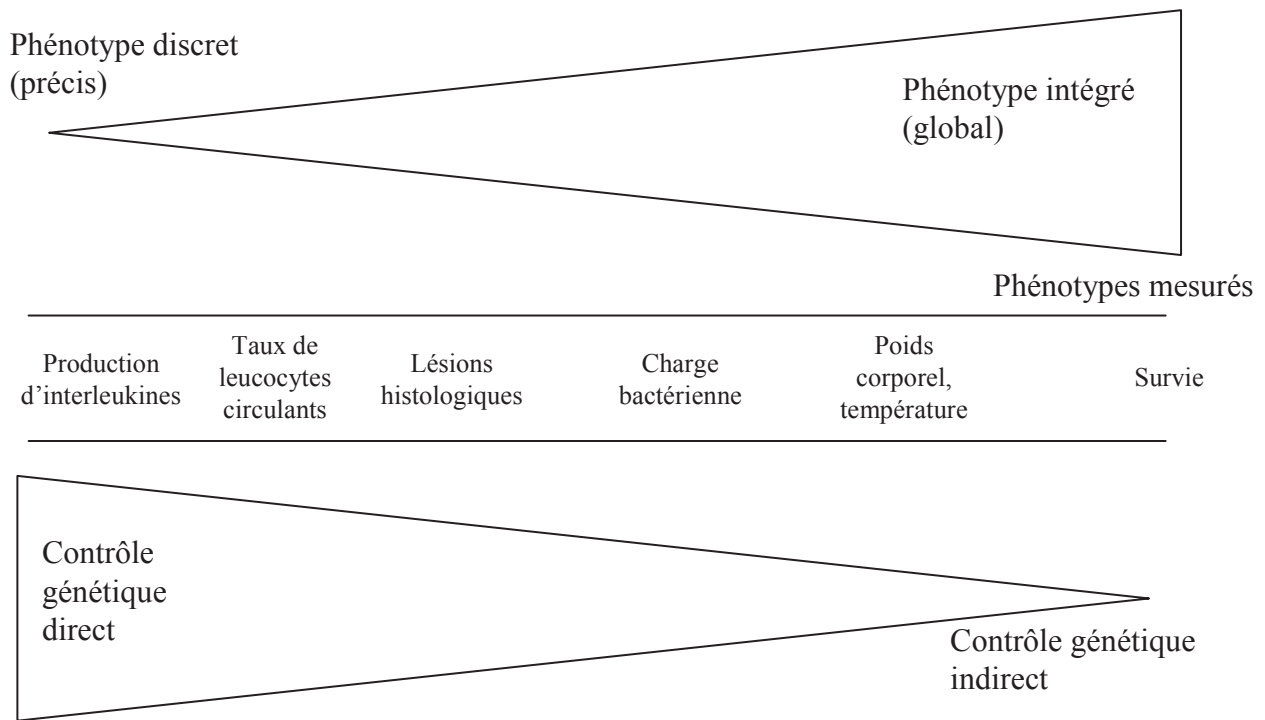 Phénotype discret
(précis)
Phénotype intégré
(global)
Phénotypes mesurés
Production
d’interleukines
Taux de
leucocytes
circulants
Lésions
histologiques
Charge
bactérienne
Poids
corporel,
température
Survie
Contrôle
génétique
direct
Contrôle génétique
indirect